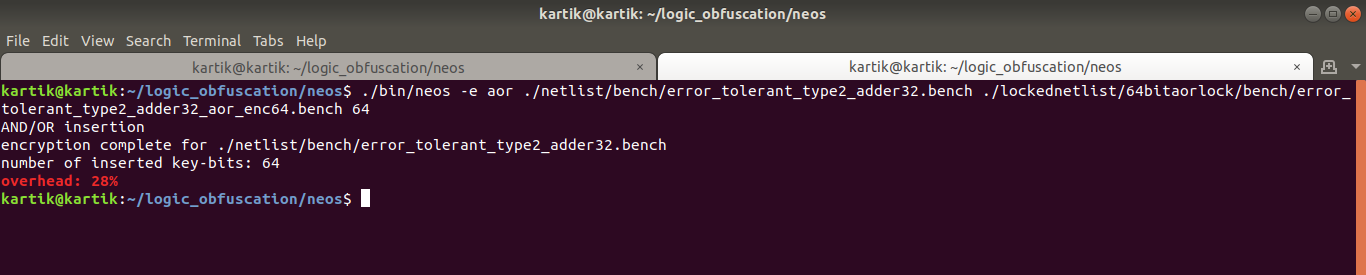 kartik@kartik: ~/logic_obfuscation/neos
File Edit View Search Terminal Tabs Help
kartik@kartik: ~/logic_obfuscation/neos × kartik@kartik: ~/logic_obfuscation/neos ×
kartik@kartik:~/logic_obfuscation/neos$ ./bin/neos -e aor ./netlist/bench/error_tolerant_type2_adder32.bench ./lockednetlist/64bitaorlock/bench/error_
tolerant_type2_adder32_aor_enc64.bench 64
AND/OR insertion
encryption complete for ./netlist/bench/error_tolerant_type2_adder32.bench
number of inserted key-bits: 64
overhead: 28%
kartik@kartik:~/logic_obfuscation/neos$